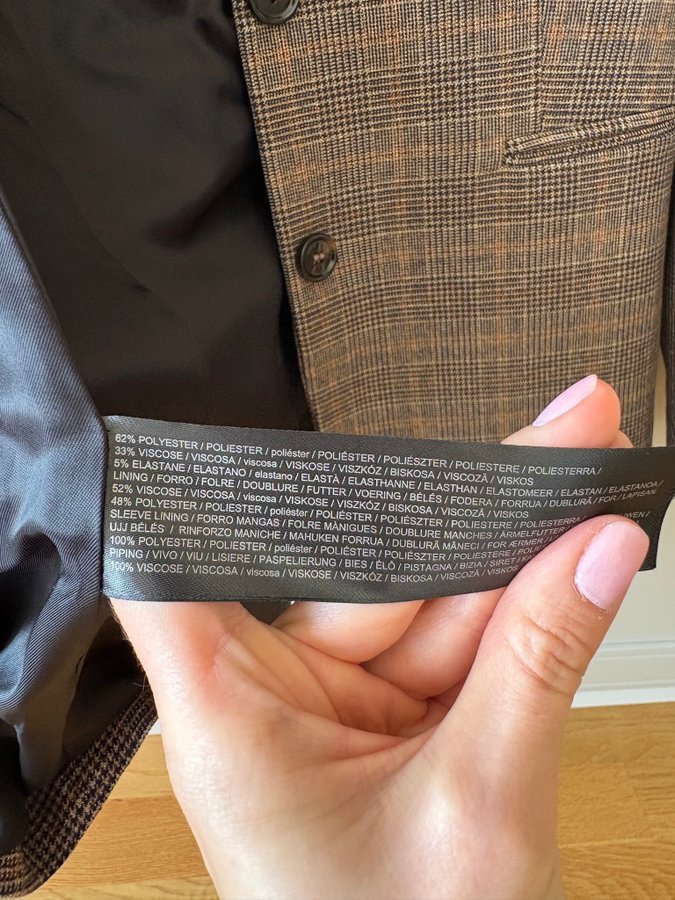 62% POLYESTER / POLIESTER / poliéster / POLIÉSTER / POLIÉSZTER / POLIESTERE / POLIESTERRA /
33% VISCOSE / VISCOSA / viscosa / VISKOSE / VISZKÓZ / BISKOSA / VISCOZĂ / VISKOS
5% ELASTANE / ELASTANO / elastano / ELASTÀ / ELASTHANNE / ELASTHAN / ELASTOMEER / ELASTAN / ELASTANOA /
LINING / FORRO / FOLRE / DOUBLURE / FUTTER / VOERING / BÉLÉS / FODERA / FORRUA / DUBLURĂ / FOR / LAPISAN
52% VISCOSE / VISCOSA / viscosa / VISKOSE / VISZKÓZ / BISKOSA / VISCOZĂ / VISKOS
48% POLYESTER / POLIESTER / poliéster / POLIÉSTER / POLIÉSZTER / POLIESTERE / POLIESTERRA
SLEEVE LINING / FORRO MANGAS / FOLRE MÀNIGUES / DOUBLURE MANCHES / ÄRMELFUTTER
UJJ BÉLÉS / RINFORZO MANICHE / MAHUKEN FORRUA / DUBLURĂ MÂNECI / FOR ÆRMER
100% POLYESTER / POLIESTER / poliéster / POLIÉSTER / POLIÉSZTER / POLIESTERE
PIPING / VIVO / VIU / LISIERE / PASPELIERUNG / BIES / ÉLŐ / PISTAGNA / BIZIA / ȘIRET
100% VISCOSE / VISCOSA / viscosa / VISKOSE / VISZKÓZ / BISKOSA / VISCOZĂ / VISKOS